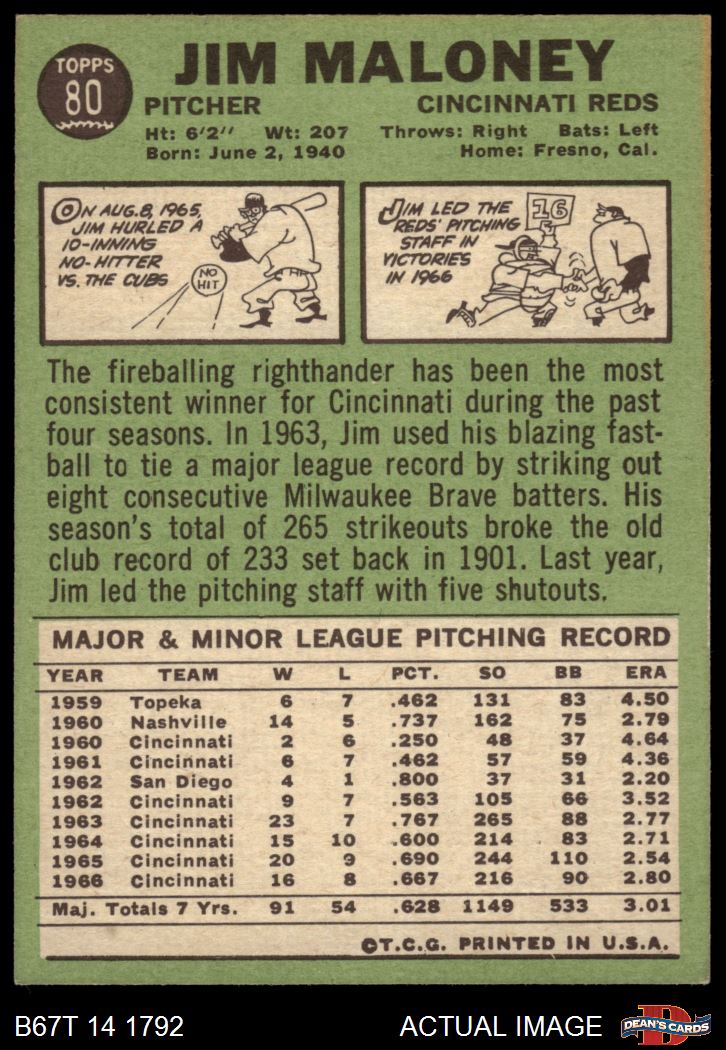 TOPPS
80
JIM MALONEY
PITCHER CINCINNATI REDS
Ht: 6'2" Wt: 207 Throws: Right Bats: Left
Born: June 2, 1940 Home: Fresno, Cal.
ON AUG. 8, 1965,
JIM HURLED A
10-INNING
NO-HITTER
VS. THE CUBS
NO
HIT
JIM LED THE
REDS' PITCHING
STAFF IN
VICTORIES
IN 1966
16
The fireballing righthander has been the most
consistent winner for Cincinnati during the past
four seasons. In 1963, Jim used his blazing fast-
ball to tie a major league record by striking out
eight consecutive Milwaukee Brave batters. His
season's total of 265 strikeouts broke the old
club record of 233 set back in 1901. Last year,
Jim led the pitching staff with five shutouts.
MAJOR & MINOR LEAGUE PITCHING RECORD
YEAR TEAM W L PCT. SO BB ERA
1959 Topeka 6 7 .462 131 83 4.50
1960 Nashville 14 5 .737 162 75 2.79
1960 Cincinnati 2 6 .250 48 37 4.64
1961 Cincinnati 6 7 .462 57 59 4.36
1962 San Diego 4 1 .800 37 31 2.20
1962 Cincinnati 9 7 .563 105 66 3.52
1963 Cincinnati 23 7 .767 265 88 2.77
1964 Cincinnati 15 10 .600 214 83 2.71
1965 Cincinnati 20 9 .690 244 110 2.54
1966 Cincinnati 16 8 .667 216 90 2.80
Maj. Totals 7 Yrs. 91 54 .628 1149 533 3.01
©T.C.G. PRINTED IN U.S.A.
B67T 14 1792 ACTUAL IMAGE
D
DEAN'S CARDS